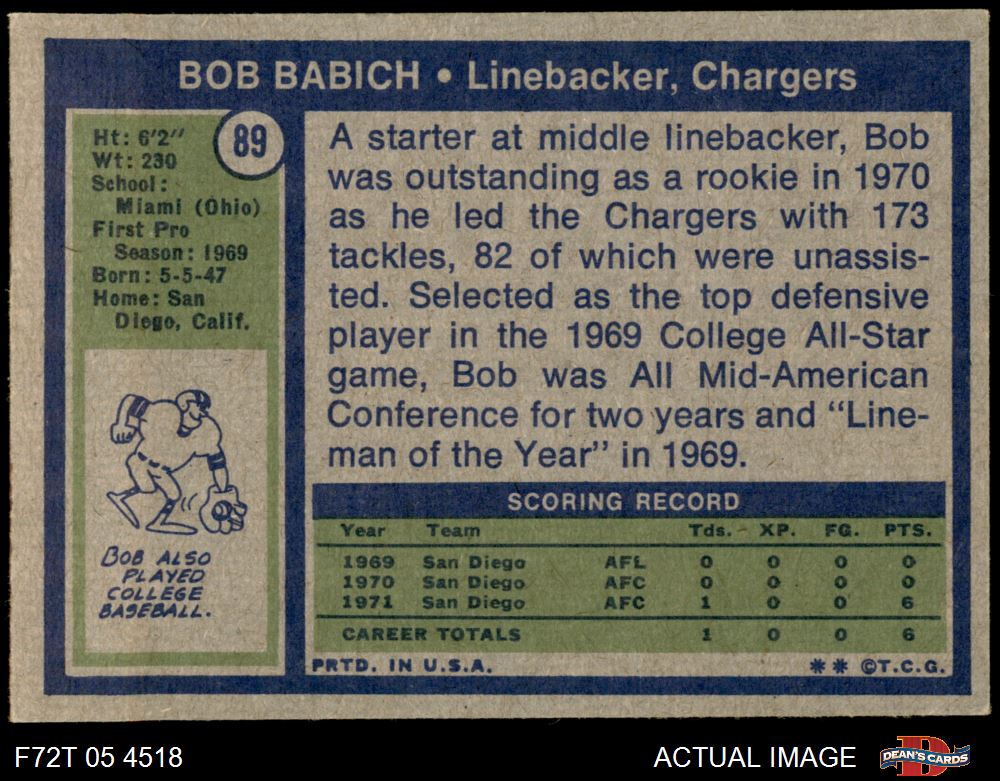 BOB BABICH • Linebacker, Chargers
89
Ht: 6'2"
Wt: 230
School:
Miami (Ohio)
First Pro
Season: 1969
Born: 5-5-47
Home: San
Diego, Calif.
BOB ALSO
PLAYED
COLLEGE
BASEBALL.
A starter at middle linebacker, Bob
was outstanding as a rookie in 1970
as he led the Chargers with 173
tackles, 82 of which were unassis-
ted. Selected as the top defensive
player in the 1969 College All-Star
game, Bob was All Mid-American
Conference for two years and “Line-
man of the Year” in 1969.
SCORING RECORD
Year Team Tds. XP. FG. PTS.
1969 San Diego AFL 0 0 0 0
1970 San Diego AFC 0 0 0 0
1971 San Diego AFC 1 0 0 6
CAREER TOTALS 1 0 0 6
PRTD. IN U.S.A. ** ©T.C.G.
F72T 05 4518 ACTUAL IMAGE DEAN'S CARDS